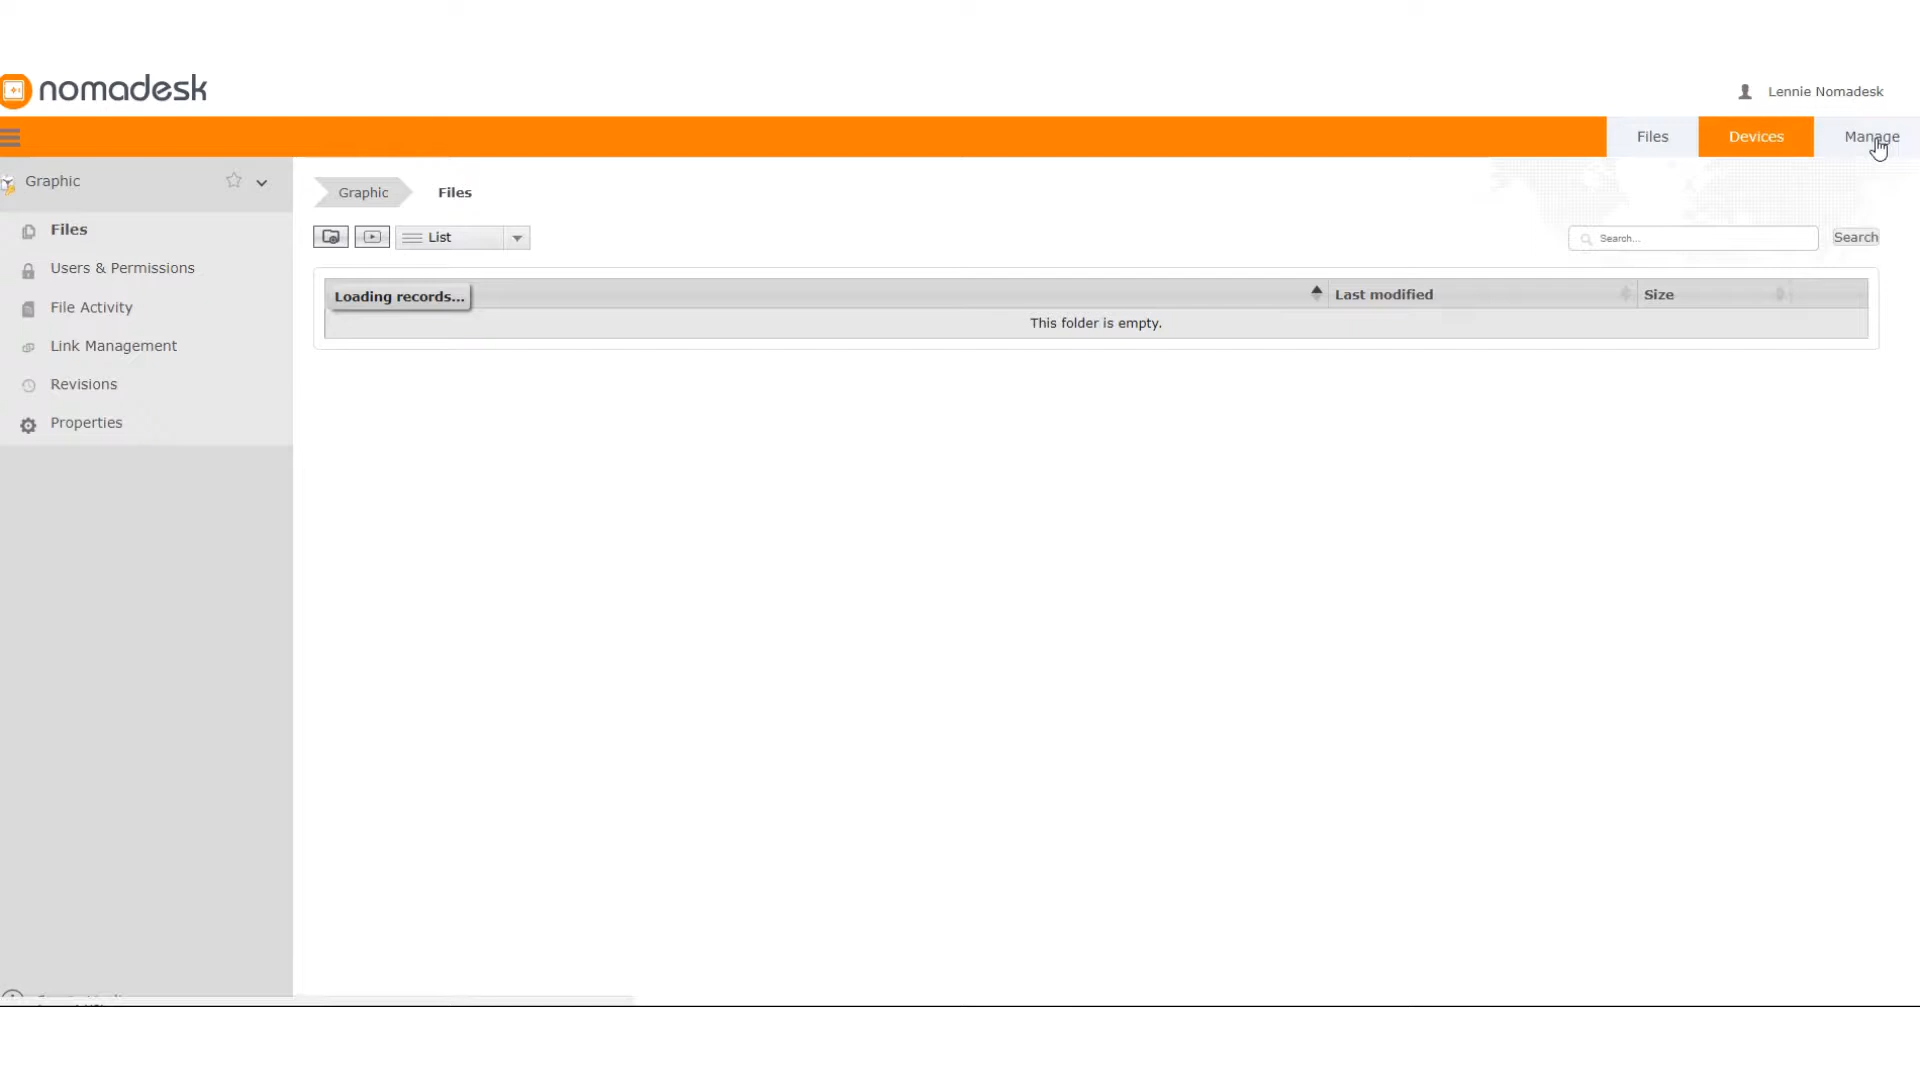 nomadesk
Lennie Nomadesk
Files
Devices
Manage
Graphic
Files
Users & Permissions
File Activity
Link Management
Revisions
Properties
Graphic
Files
List
Search...
Search
Loading records...
Last modified
Size
This folder is empty.